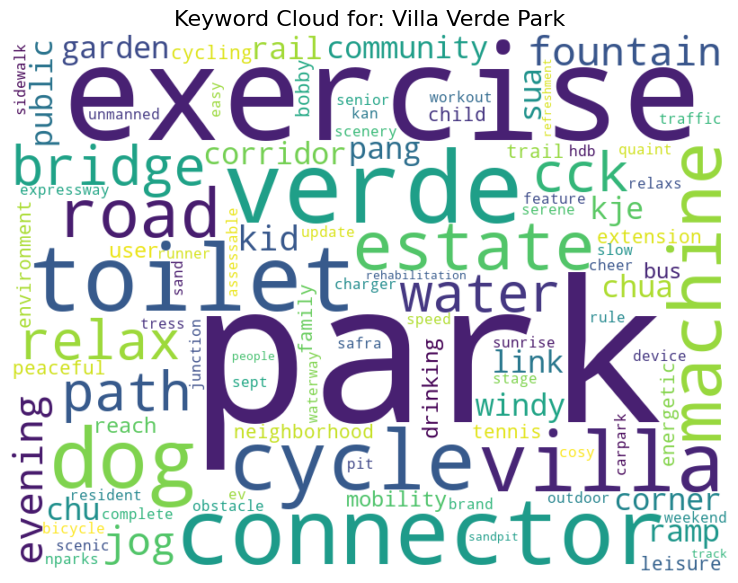 Keyword Cloud for: Villa Verde Park
sidewalk
public
garden
cycling
rail
community
fountain
exercise
unmanned
easy
bobby
senior
kan
scenery
workout
child
sua
refreshment
traffic
bridge
corridor
pang
trail
hdb
quaint
expressway
verde
cck
relaxs
feature
serene
kje
machine
environment
road
user
runner
sand
assessable
kid
update
estate
extension
slow
cheer
bus
toilet
charger
rehabilitation
water
chua
relax
tress
junction
people
park
family
waterway
safra
speed
drinking
sunrise
link
stage
rule
device
peaceful
path
sept
windy
energetic
evening
reach
neighborhood
tennis
carpark
cosy
dog
cycle
pit
villa
chu
resident
complete
obstacle
ev
mobility
brand
outdoor
corner
weekend
bicycle
scenic
nparks
jog
connector
sandpit
ramp
leisure
track